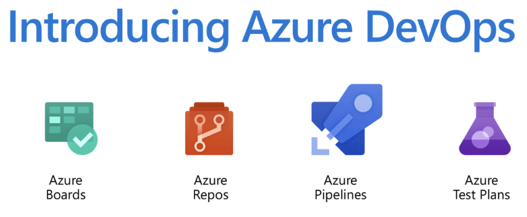 Introducing Azure DevOps
Azure
Boards
Azure
Repos
Azure
Pipelines
Azure
Test Plans